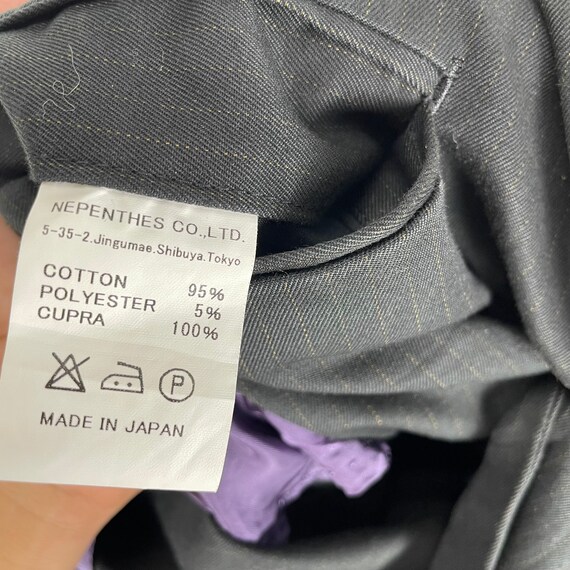 NEPENTHES CO.,LTD.
5-35-2.Jingumae.Shibuya.Tokyo
COTTON 95%
POLYESTER 5%
CUPRA 100%
P
MADE IN JAPAN